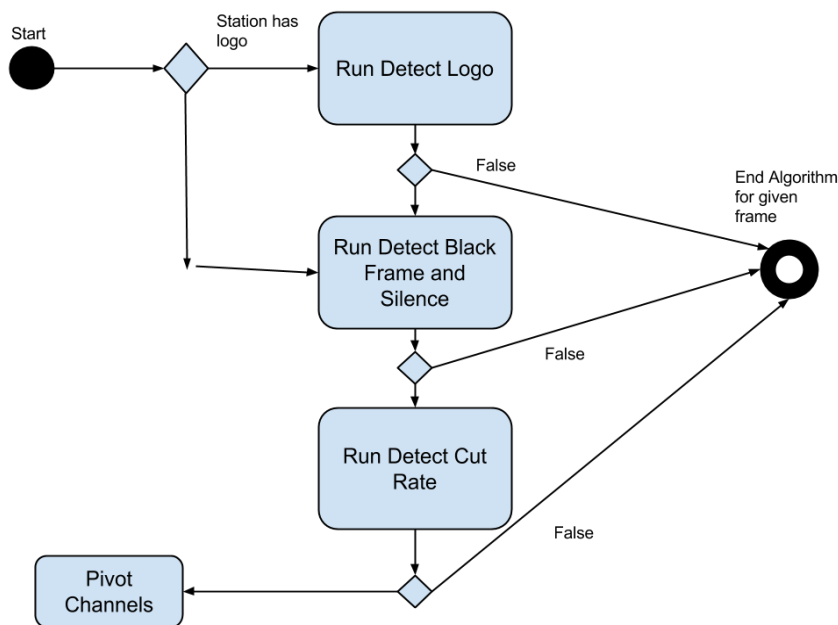 Start
Station has
logo
Run Detect Logo
False
End Algorithm
for given
frame
Run Detect Black
Frame and
Silence
False
Run Detect Cut
Rate
False
Pivot
Channels